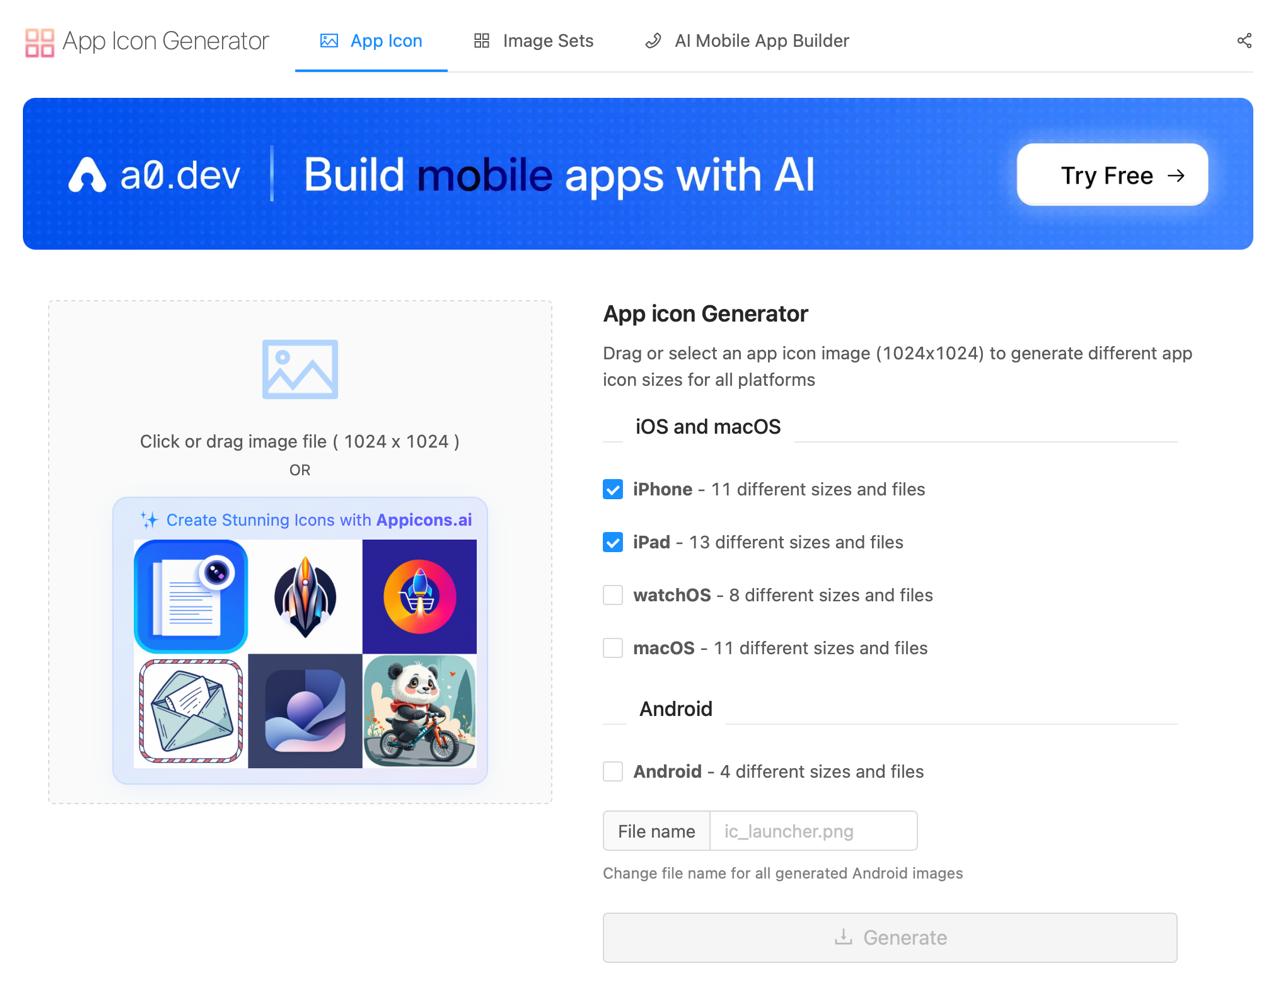 App Icon Generator
App Icon
Image Sets
AI Mobile App Builder
a0.dev
Build mobile apps with AI
Try Free →
Click or drag image file ( 1024 x 1024 )
OR
Create Stunning Icons with Appicons.ai
App icon Generator
Drag or select an app icon image (1024x1024) to generate different app
icon sizes for all platforms
iOS and macOS
iPhone - 11 different sizes and files
iPad - 13 different sizes and files
watchOS - 8 different sizes and files
macOS - 11 different sizes and files
Android
Android - 4 different sizes and files
File name
ic_launcher.png
Change file name for all generated Android images
Generate